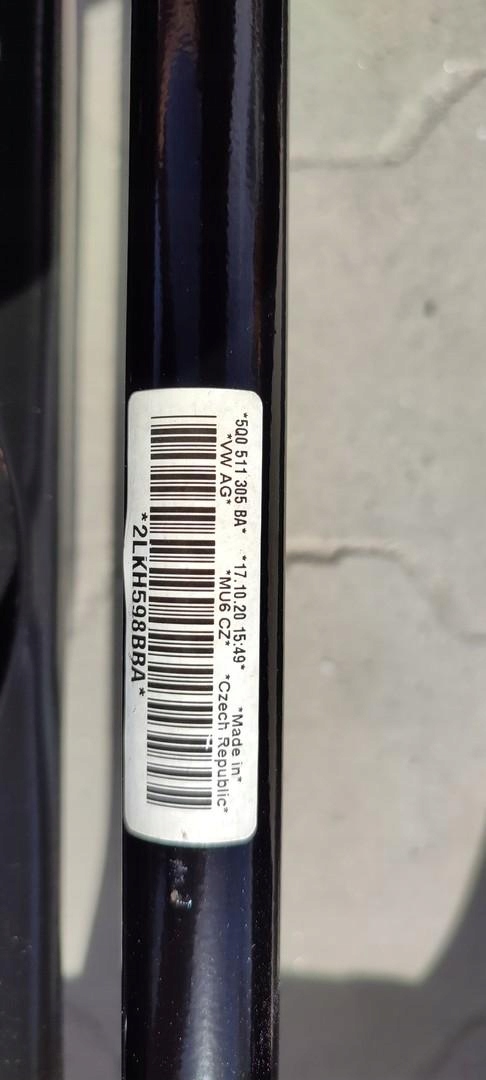 *5Q0 511 305 BA* *17.10.20 15:49* *Made in*
*VW AG* *MU6 CZ* *Czech Republic*
*2LKH598BBA*